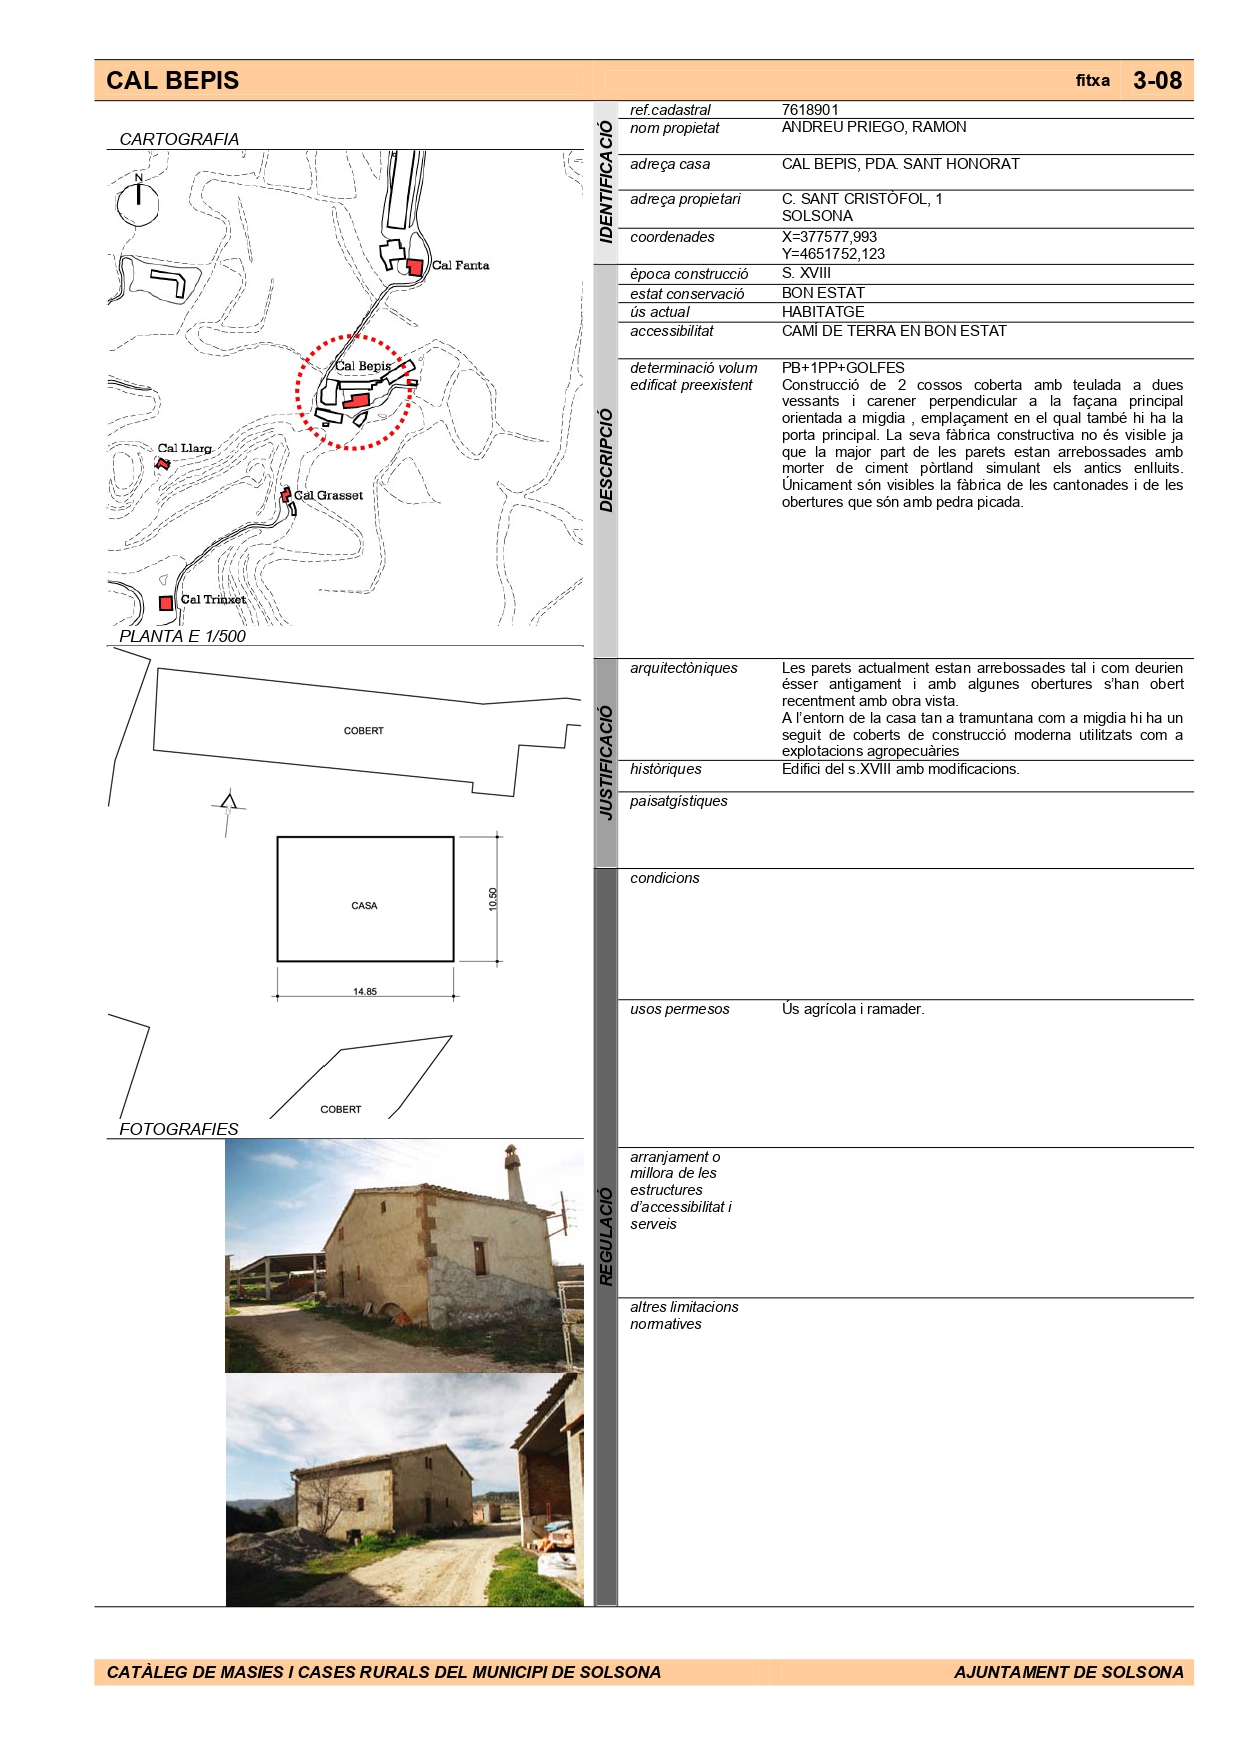 CAL BEPIS
fitxa 3-08
CARTOGRAFIA
N
Cal Fanta
Cal Bepis
Cal Llarg
Cal Grasset
Cal Trinxet
PLANTA E 1/500
COBERT
CASA
10.50
14.85
COBERT
FOTOGRAFIES
IDENTIFICACIÓ
ref.cadastral 7618901
nom propietat ANDREU PRIEGO, RAMON
adreça casa CAL BEPIS, PDA. SANT HONORAT
adreça propietari C. SANT CRISTÒFOL, 1
SOLSONA
coordenades X=377577,993
Y=4651752,123
DESCRIPCIÓ
època construcció S. XVIII
estat conservació BON ESTAT
ús actual HABITATGE
accessibilitat CAMÍ DE TERRA EN BON ESTAT
determinació volum PB+1PP+GOLFES
edificat preexistent Construcció de 2 cossos coberta amb teulada a dues
vessants i carener perpendicular a la façana principal
orientada a migdia , emplaçament en el qual també hi ha la
porta principal. La seva fàbrica constructiva no és visible ja
que la major part de les parets estan arrebossades amb
morter de ciment pòrtland simulant els antics enlluits.
Únicament són visibles la fàbrica de les cantonades i de les
obertures que són amb pedra picada.
JUSTIFICACIÓ
arquitectòniques Les parets actualment estan arrebossades tal i com deurien
ésser antigament i amb algunes obertures s’han obert
recentment amb obra vista.
A l’entorn de la casa tan a tramuntana com a migdia hi ha un
seguit de coberts de construcció moderna utilitzats com a
explotacions agropecuàries
històriques Edifici del s.XVIII amb modificacions.
paisatgístiques
REGULACIÓ
condicions
usos permesos Ús agrícola i ramader.
arranjament o
millora de les
estructures
d’accessibilitat i
serveis
altres limitacions
normatives
CATÀLEG DE MASIES I CASES RURALS DEL MUNICIPI DE SOLSONA AJUNTAMENT DE SOLSONA